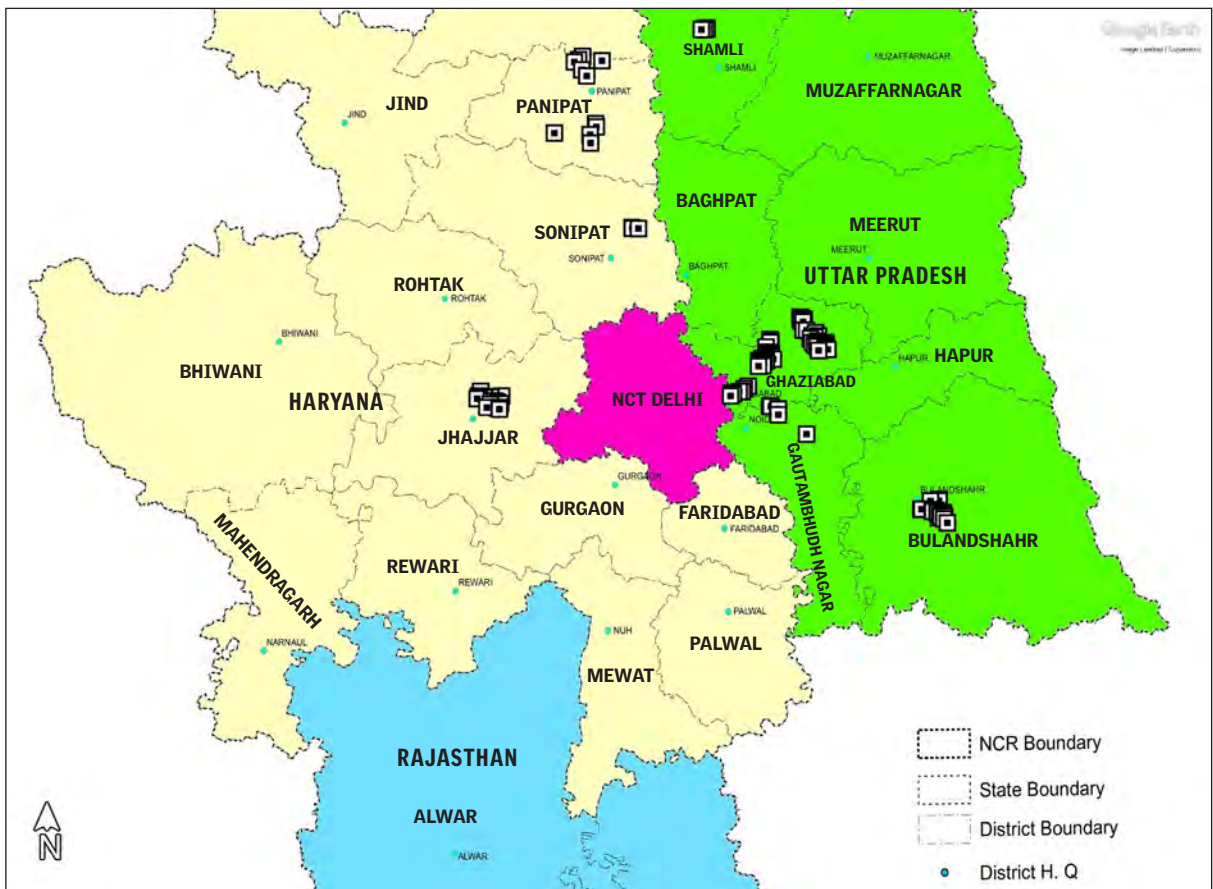 Google Earth
SHAMLI
SHAMLI
MUZAFFARNAGAR
MUZAFFARNAGAR
JIND
JIND
PANIPAT
PANIPAT
BAGHPAT
BAGHPAT
MEERUT
MEERUT
UTTAR PRADESH
SONIPAT
SONIPAT
ROHTAK
ROHTAK
BHIWANI
BHIWANI
HARYANA
JHAJJAR
NCT DELHI
GHAZIABAD
HAPUR
HAPUR
GAUTAMBHUDH NAGAR
BULANDSHAHR
BULANDSHAHR
GURGAON
GURGAON
FARIDABAD
FARIDABAD
MAHENDRAGARH
NARNAUL
REWARI
REWARI
NUH
MEWAT
PALWAL
PALWAL
RAJASTHAN
ALWAR
ALWAR
N
NCR Boundary
State Boundary
District Boundary
District H. Q